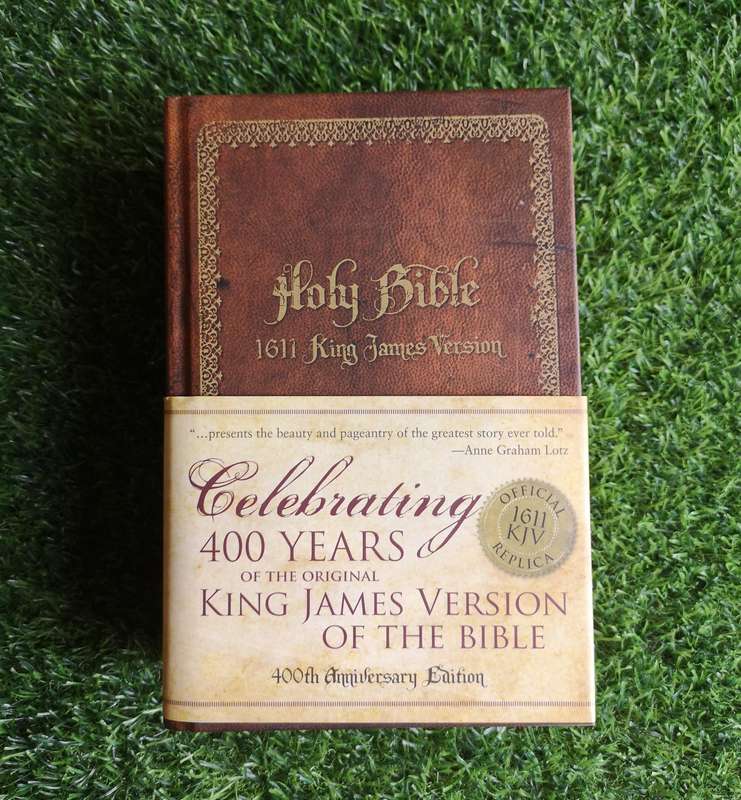 Holy Bible
1611 King James Version
“…presents the beauty and pageantry of the greatest story ever told.”
—Anne Graham Lotz
Celebrating
400 YEARS
OF THE ORIGINAL
KING JAMES VERSION
OF THE BIBLE
400th Anniversary Edition
OFFICIAL
1611
KJV
REPLICA